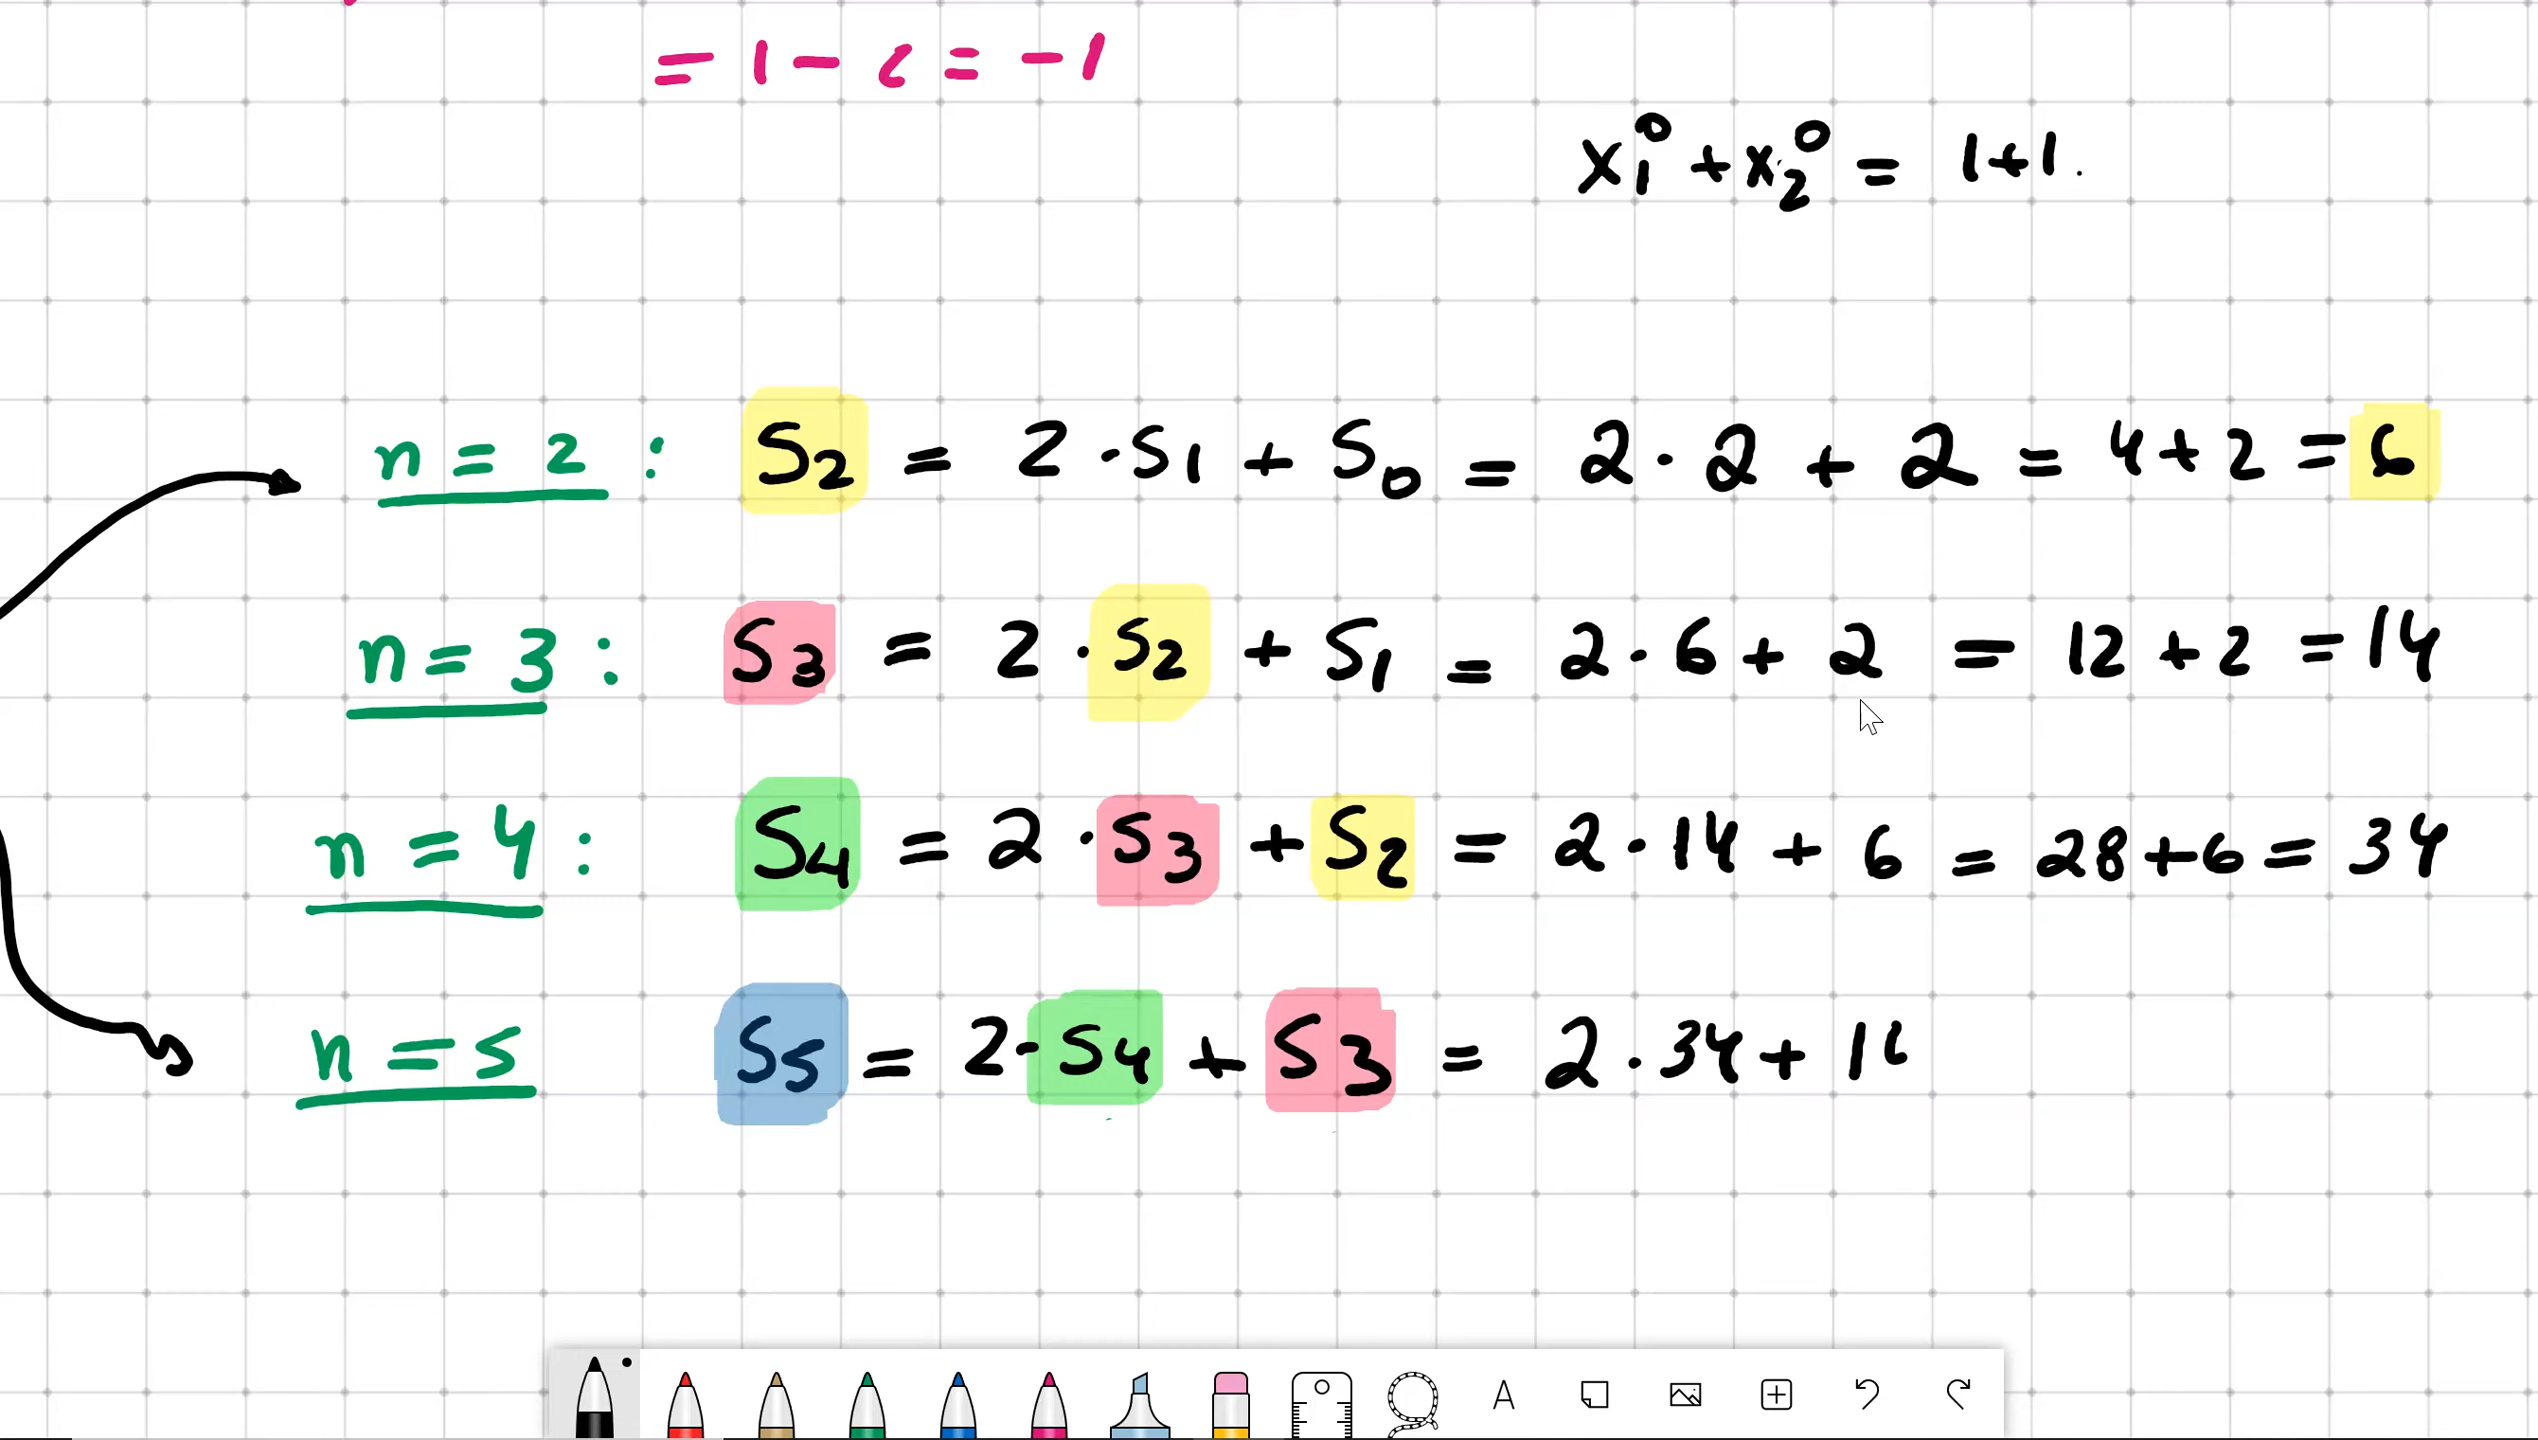 = 1 - 2 = -1
x₁⁰ + x₂⁰ = 1+1.
n = 2 : S₂ = 2 · S₁ + S₀ = 2 · 2 + 2 = 4+2 = 6
n = 3 : S₃ = 2 · S₂ + S₁ = 2 · 6 + 2 = 12 + 2 = 14
n = 4 : S₄ = 2 · S₃ + S₂ = 2 · 14 + 6 = 28+6 = 34
n = 5 S₅ = 2 · S₄ + S₃ = 2 · 34 + 1
A